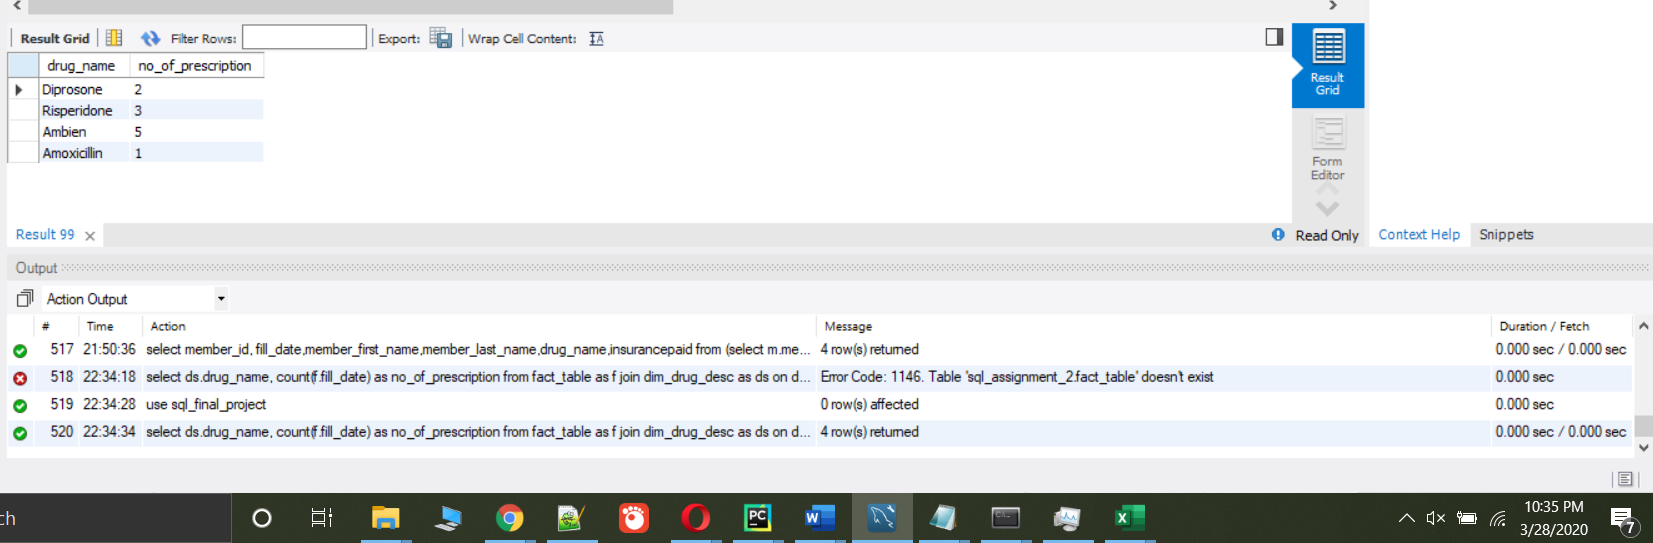 Result Grid Filter Rows: Export: Wrap Cell Content:
drug_name no_of_prescription
Diprosone 2
Risperidone 3
Ambien 5
Amoxicillin 1
Result
Grid
Form
Editor
Result 99 Read Only Context Help Snippets
Output
Action Output
# Time Action Message Duration / Fetch
517 21:50:36 select member_id, fill_date,member_first_name,member_last_name,drug_name,insurancepaid from (select m.me... 4 row(s) returned 0.000 sec / 0.000 sec
518 22:34:18 select ds.drug_name, count(f.fill_date) as no_of_prescription from fact_table as f join dim_drug_desc as ds on d... Error Code: 1146. Table 'sql_assignment_2.fact_table' doesn't exist 0.000 sec
519 22:34:28 use sql_final_project 0 row(s) affected 0.000 sec
520 22:34:34 select ds.drug_name, count(f.fill_date) as no_of_prescription from fact_table as f join dim_drug_desc as ds on d... 4 row(s) returned 0.000 sec / 0.000 sec
ch PC W X 10:35 PM
3/28/2020 7